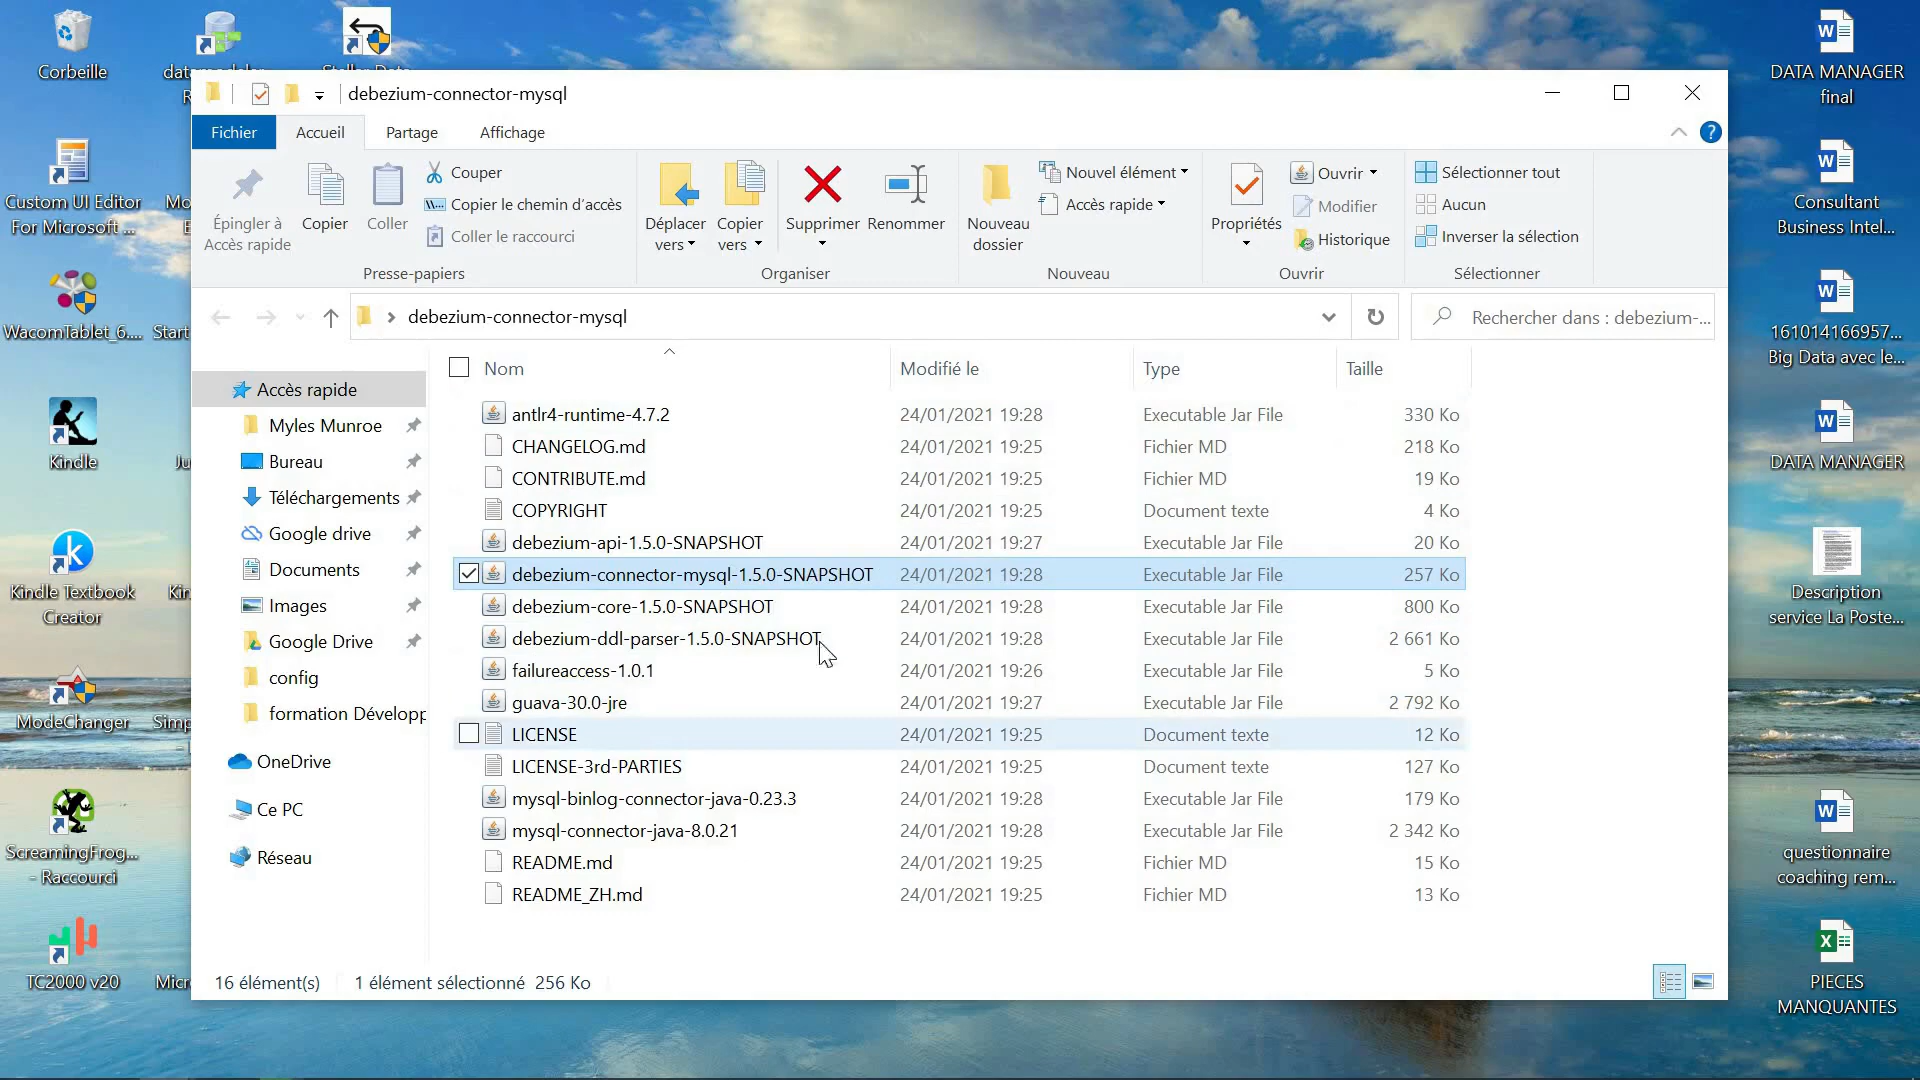 Corbeille
Custom UI Editor
For Microsoft ...
WacomTablet_6....
Start
Kindle
Kindle Textbook
Creator
ModeChanger
ScreamingFrog...
- Raccourci
TC2000 v20
debezium-connector-mysql
Fichier
Accueil
Partage
Affichage
Épingler à
Accès rapide
Copier
Coller
Couper
Copier le chemin d'accès
Coller le raccourci
Presse-papiers
Déplacer
vers
Copier
vers
Supprimer
Renommer
Organiser
Nouveau
dossier
Nouvel élément
Accès rapide
Nouveau
Propriétés
Ouvrir
Modifier
Historique
Ouvrir
Sélectionner tout
Aucun
Inverser la sélection
Sélectionner
debezium-connector-mysql
Rechercher dans : debezium-...
Accès rapide
Myles Munroe
Bureau
Téléchargements
Google drive
Documents
Images
Google Drive
config
formation Développ
OneDrive
Ce PC
Réseau
Nom Modifié le Type Taille
antlr4-runtime-4.7.2 24/01/2021 19:28 Executable Jar File 330 Ko
CHANGELOG.md 24/01/2021 19:25 Fichier MD 218 Ko
CONTRIBUTE.md 24/01/2021 19:25 Fichier MD 19 Ko
COPYRIGHT 24/01/2021 19:25 Document texte 4 Ko
debezium-api-1.5.0-SNAPSHOT 24/01/2021 19:27 Executable Jar File 20 Ko
debezium-connector-mysql-1.5.0-SNAPSHOT 24/01/2021 19:28 Executable Jar File 257 Ko
debezium-core-1.5.0-SNAPSHOT 24/01/2021 19:28 Executable Jar File 800 Ko
debezium-ddl-parser-1.5.0-SNAPSHOT 24/01/2021 19:28 Executable Jar File 2 661 Ko
failureaccess-1.0.1 24/01/2021 19:26 Executable Jar File 5 Ko
guava-30.0-jre 24/01/2021 19:27 Executable Jar File 2 792 Ko
LICENSE 24/01/2021 19:25 Document texte 12 Ko
LICENSE-3rd-PARTIES 24/01/2021 19:25 Document texte 127 Ko
mysql-binlog-connector-java-0.23.3 24/01/2021 19:28 Executable Jar File 179 Ko
mysql-connector-java-8.0.21 24/01/2021 19:28 Executable Jar File 2 342 Ko
README.md 24/01/2021 19:25 Fichier MD 15 Ko
README_ZH.md 24/01/2021 19:25 Fichier MD 13 Ko
16 élément(s) 1 élément sélectionné 256 Ko
DATA MANAGER
final
Consultant
Business Intel...
161014166957...
Big Data avec le...
DATA MANAGER
Description
service La Poste...
questionnaire
coaching rem...
PIECES
MANQUANTES